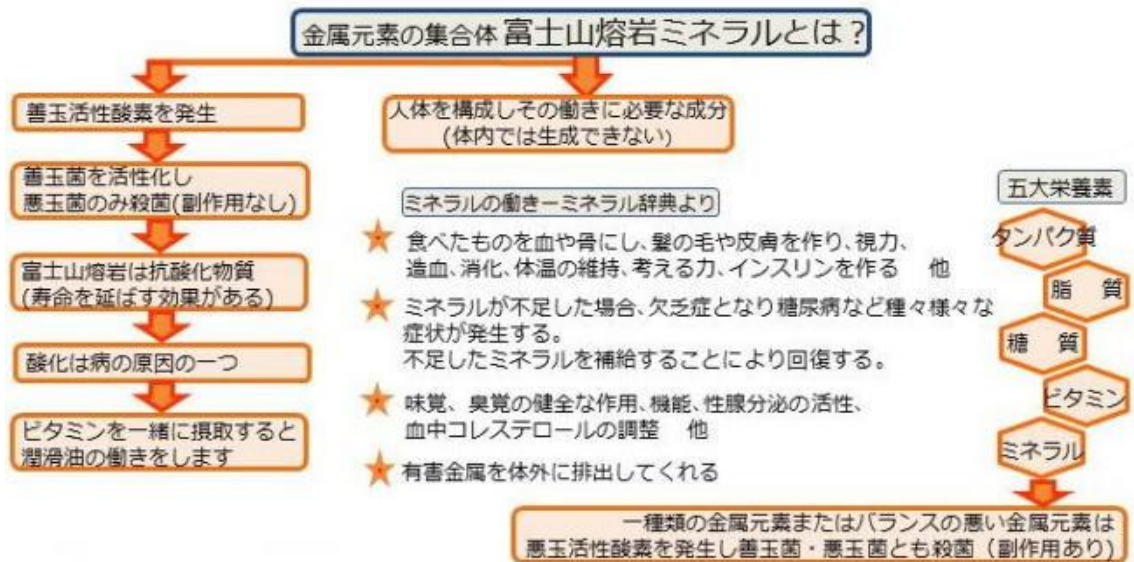 金属元素の集合体 富士山熔岩ミネラルとは?
善玉活性酸素を発生
善玉菌を活性化し
悪玉菌のみ殺菌(副作用なし)
富士山熔岩は抗酸化物質
(寿命を延ばす効果がある)
酸化は病の原因の一つ
ビタミンを一緒に摂取すると
潤滑油の働きをします
人体を構成しその働きに必要な成分
(体内では生成できない)
ミネラルの働きーミネラル辞典より
食べたものを血や骨にし、髪の毛や皮膚を作り、視力、
造血、消化、体温の維持、考える力、インスリンを作る 他
ミネラルが不足した場合、欠乏症となり糖尿病など種々様々な
症状が発生する。
不足したミネラルを補給することにより回復する。
味覚、臭覚の健全な作用、機能、性腺分泌の活性、
血中コレステロールの調整 他
有害金属を体外に排出してくれる
五大栄養素
タンパク質
脂 質
糖 質
ビタミン
ミネラル
一種類の金属元素またはバランスの悪い金属元素は
悪玉活性酸素を発生し善玉菌・悪玉菌とも殺菌(副作用あり)